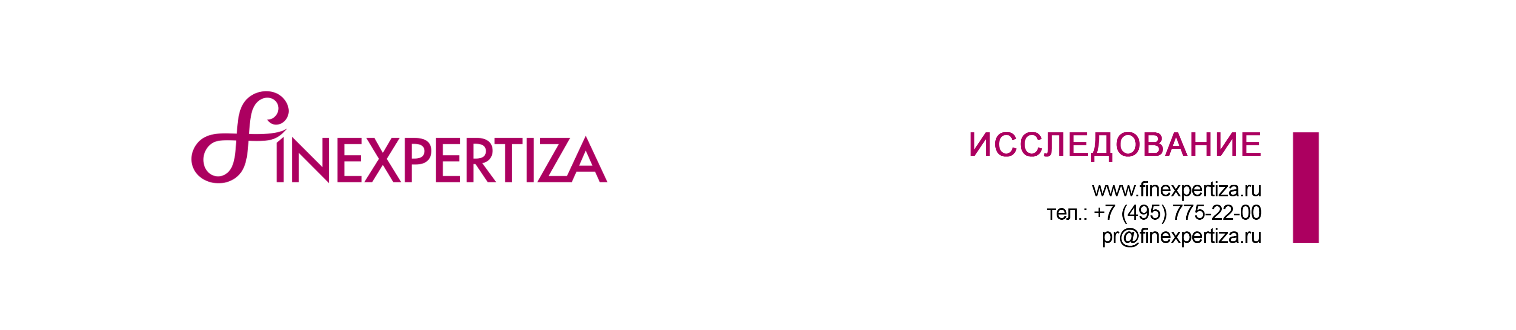 FINEXPERTIZA
ИССЛЕДОВАНИЕ
www.finexpertiza.ru
тел.: +7 (495) 775-22-00
pr@finexpertiza.ru